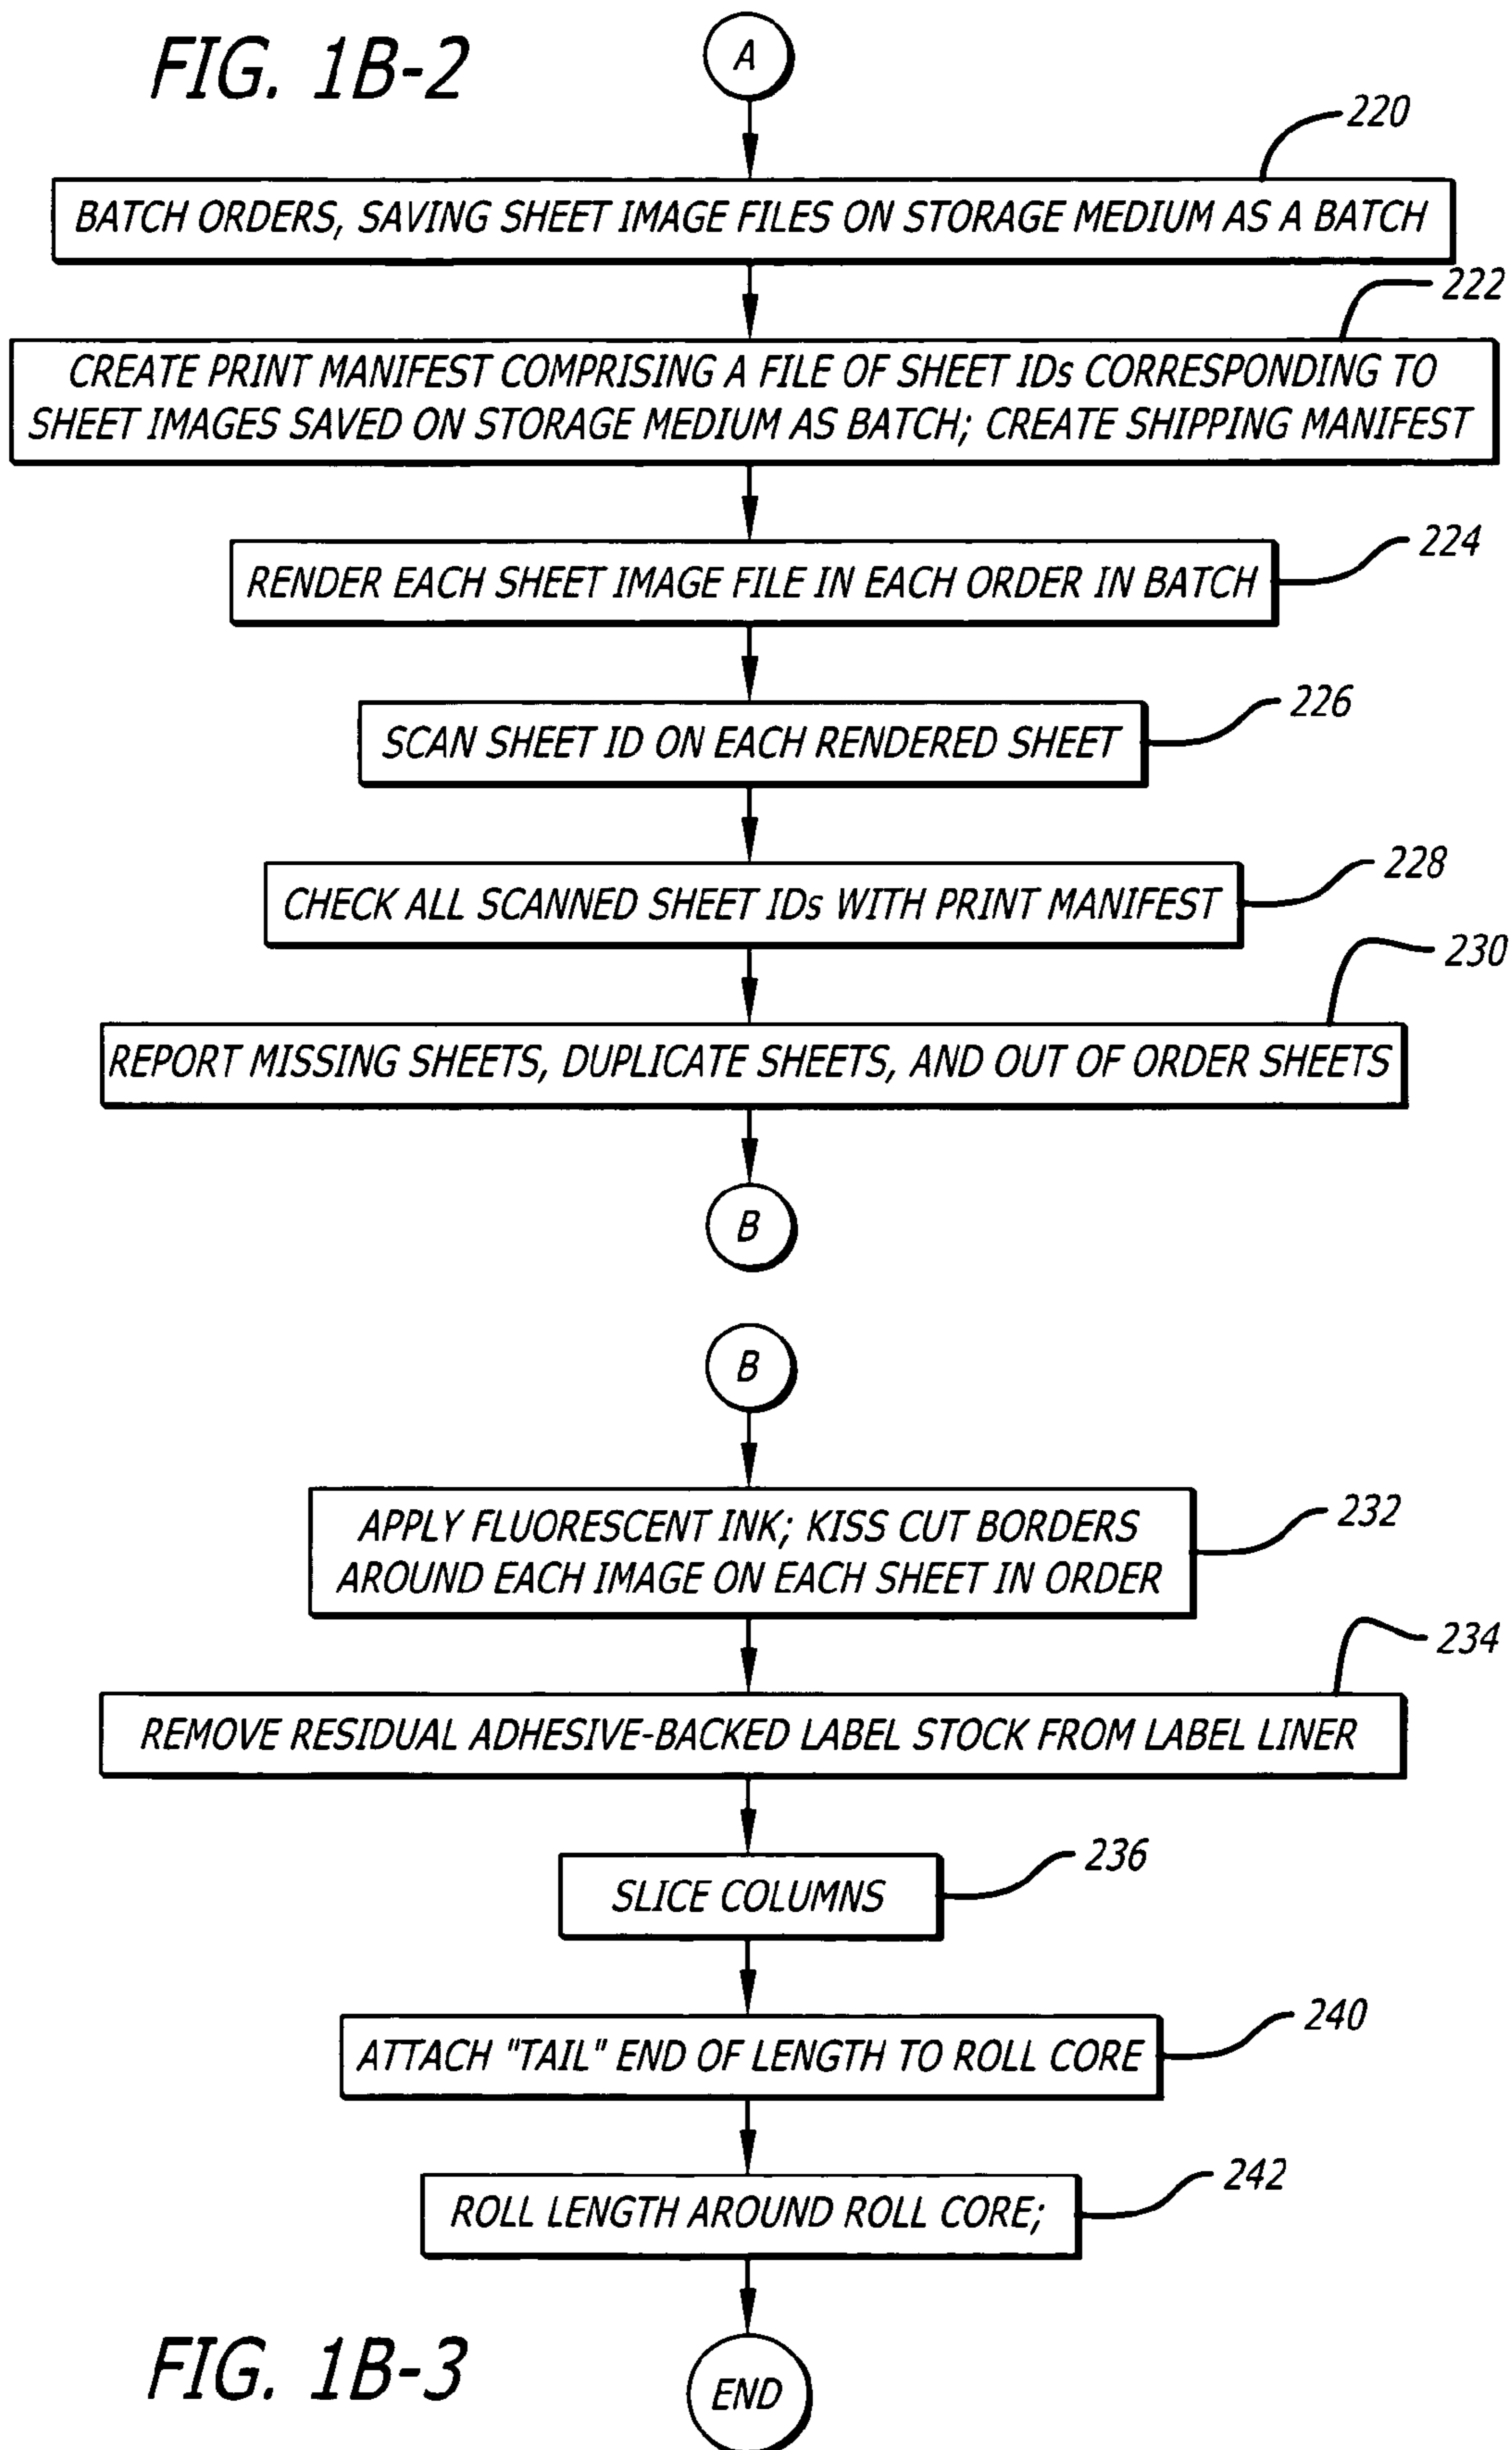 FIG. 1B-2
A
220
BATCH ORDERS, SAVING SHEET IMAGE FILES ON STORAGE MEDIUM AS A BATCH
222
CREATE PRINT MANIFEST COMPRISING A FILE OF SHEET IDs CORRESPONDING TO
SHEET IMAGES SAVED ON STORAGE MEDIUM AS BATCH; CREATE SHIPPING MANIFEST
224
RENDER EACH SHEET IMAGE FILE IN EACH ORDER IN BATCH
226
SCAN SHEET ID ON EACH RENDERED SHEET
228
CHECK ALL SCANNED SHEET IDs WITH PRINT MANIFEST
230
REPORT MISSING SHEETS, DUPLICATE SHEETS, AND OUT OF ORDER SHEETS
B
B
232
APPLY FLUORESCENT INK; KISS CUT BORDERS
AROUND EACH IMAGE ON EACH SHEET IN ORDER
234
REMOVE RESIDUAL ADHESIVE-BACKED LABEL STOCK FROM LABEL LINER
236
SLICE COLUMNS
240
ATTACH "TAIL" END OF LENGTH TO ROLL CORE
242
ROLL LENGTH AROUND ROLL CORE;
FIG. 1B-3
END